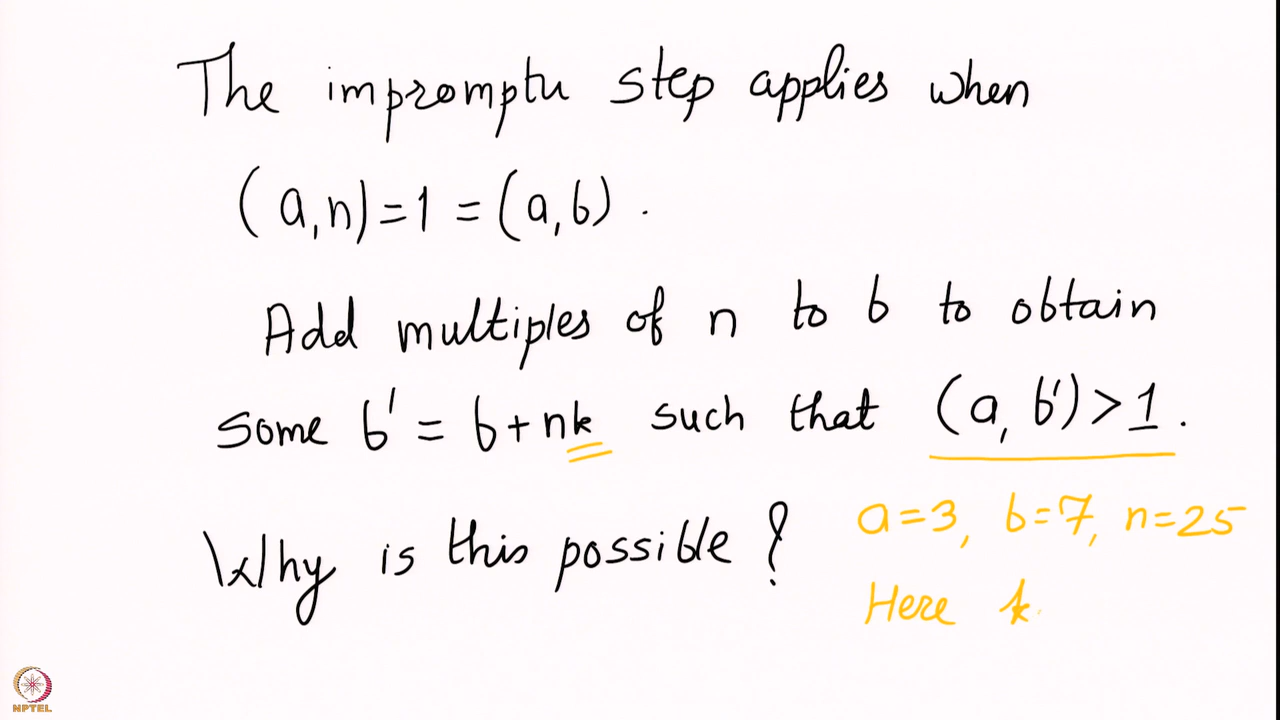 The impromptu step applies when
(a,n)=1 = (a,b).
Add multiples of n to b to obtain
some b' = b+nk such that (a, b')>1.
Why is this possible?
a=3, b=7, n=25
Here k
NPTEL